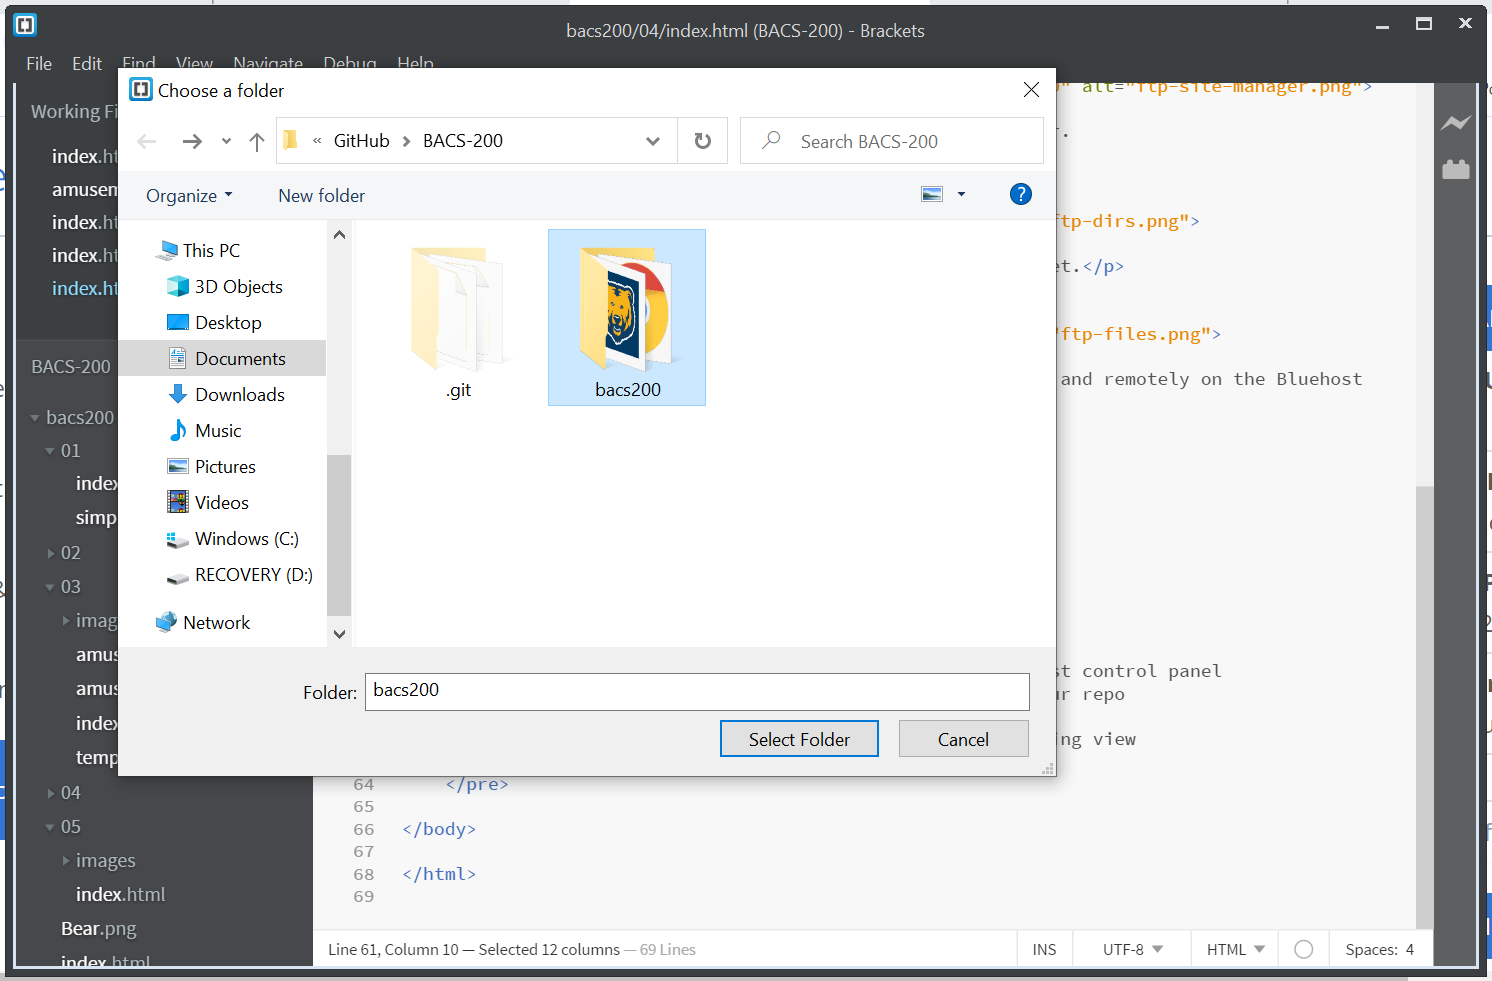 bacs200/04/index.html (BACS-200) - Brackets
File Edit Find View Navigate Debug Help
Choose a folder
« GitHub > BACS-200
Search BACS-200
Organize
New folder
This PC
3D Objects
Desktop
Documents
Downloads
Music
Pictures
Videos
Windows (C:)
RECOVERY (D:)
Network
.git
bacs200
Folder: bacs200
Select Folder
Cancel
Working Fi
index.ht
amusem
index.ht
index.ht
index.ht
BACS-200
bacs200
01
index
simp
02
03
imag
amus
amus
index
temp
04
05
images
index.html
Bear.png
index.html
" alt="ftp-site-manager.png">
.
ftp-dirs.png">
et.</p>
"ftp-files.png">
and remotely on the Bluehost
st control panel
ur repo
ing view
64 </pre>
65
66 </body>
67
68 </html>
69
Line 61, Column 10 — Selected 12 columns — 69 Lines
INS
UTF-8
HTML
Spaces: 4